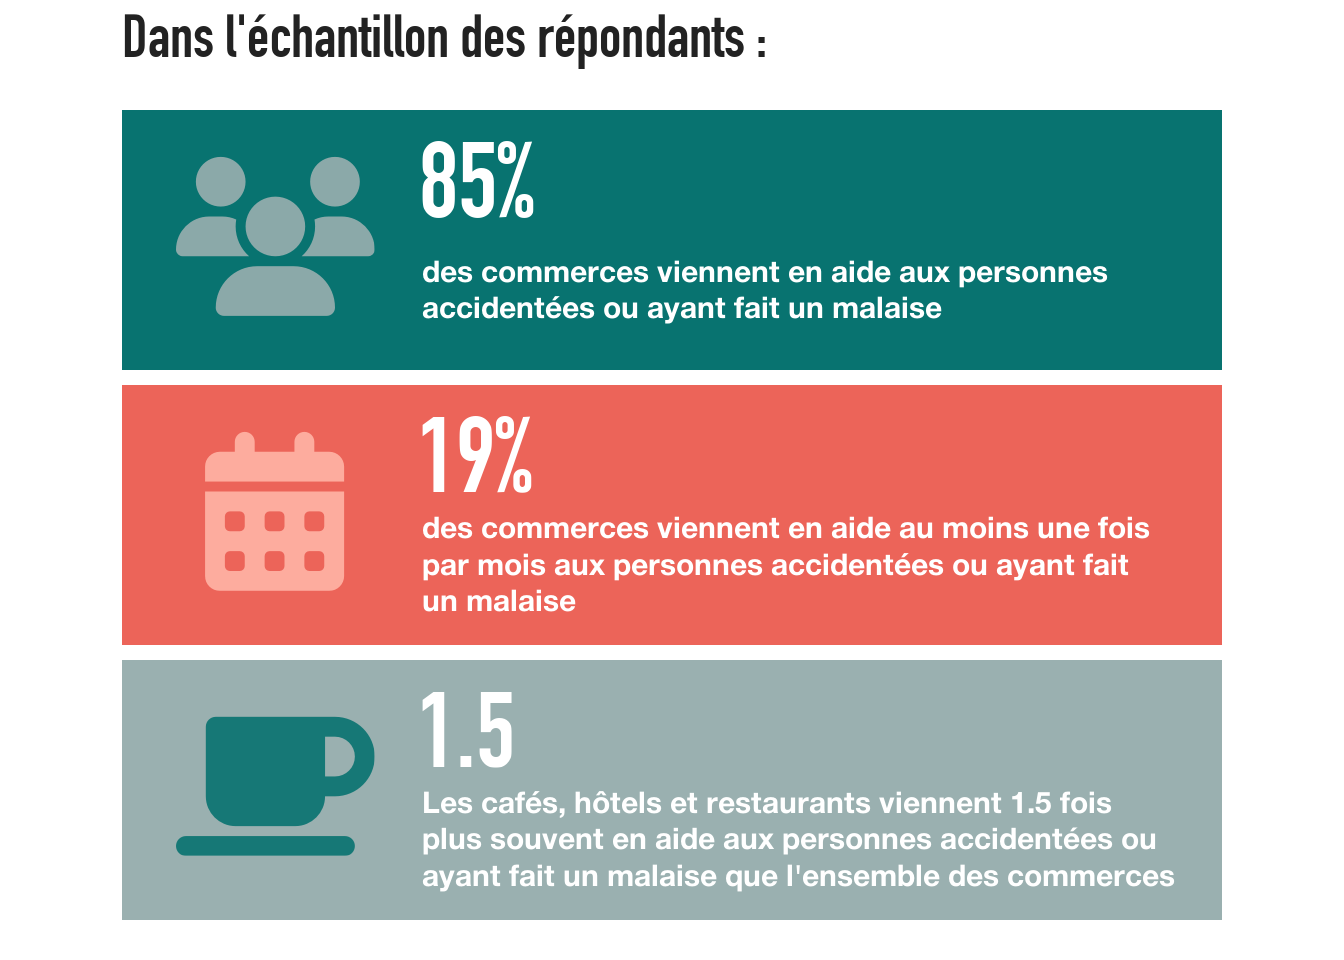 Dans l'échantillon des répondants :
85%
des commerces viennent en aide aux personnes
accidentées ou ayant fait un malaise
19%
des commerces viennent en aide au moins une fois
par mois aux personnes accidentées ou ayant fait
un malaise
1.5
Les cafés, hôtels et restaurants viennent 1.5 fois
plus souvent en aide aux personnes accidentées ou
ayant fait un malaise que l'ensemble des commerces